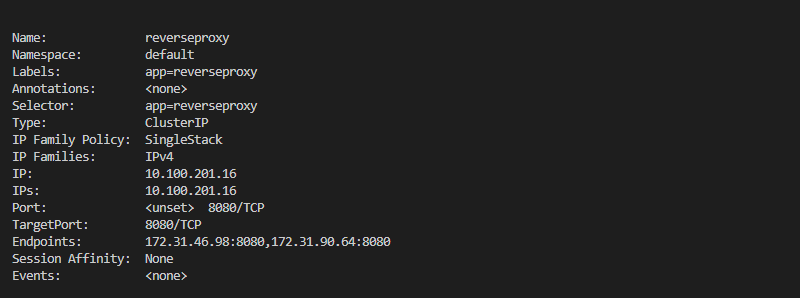 Name: reverseproxy
Namespace: default
Labels: app=reverseproxy
Annotations: <none>
Selector: app=reverseproxy
Type: ClusterIP
IP Family Policy: SingleStack
IP Families: IPv4
IP: 10.100.201.16
IPs: 10.100.201.16
Port: <unset> 8080/TCP
TargetPort: 8080/TCP
Endpoints: 172.31.46.98:8080,172.31.90.64:8080
Session Affinity: None
Events: <none>